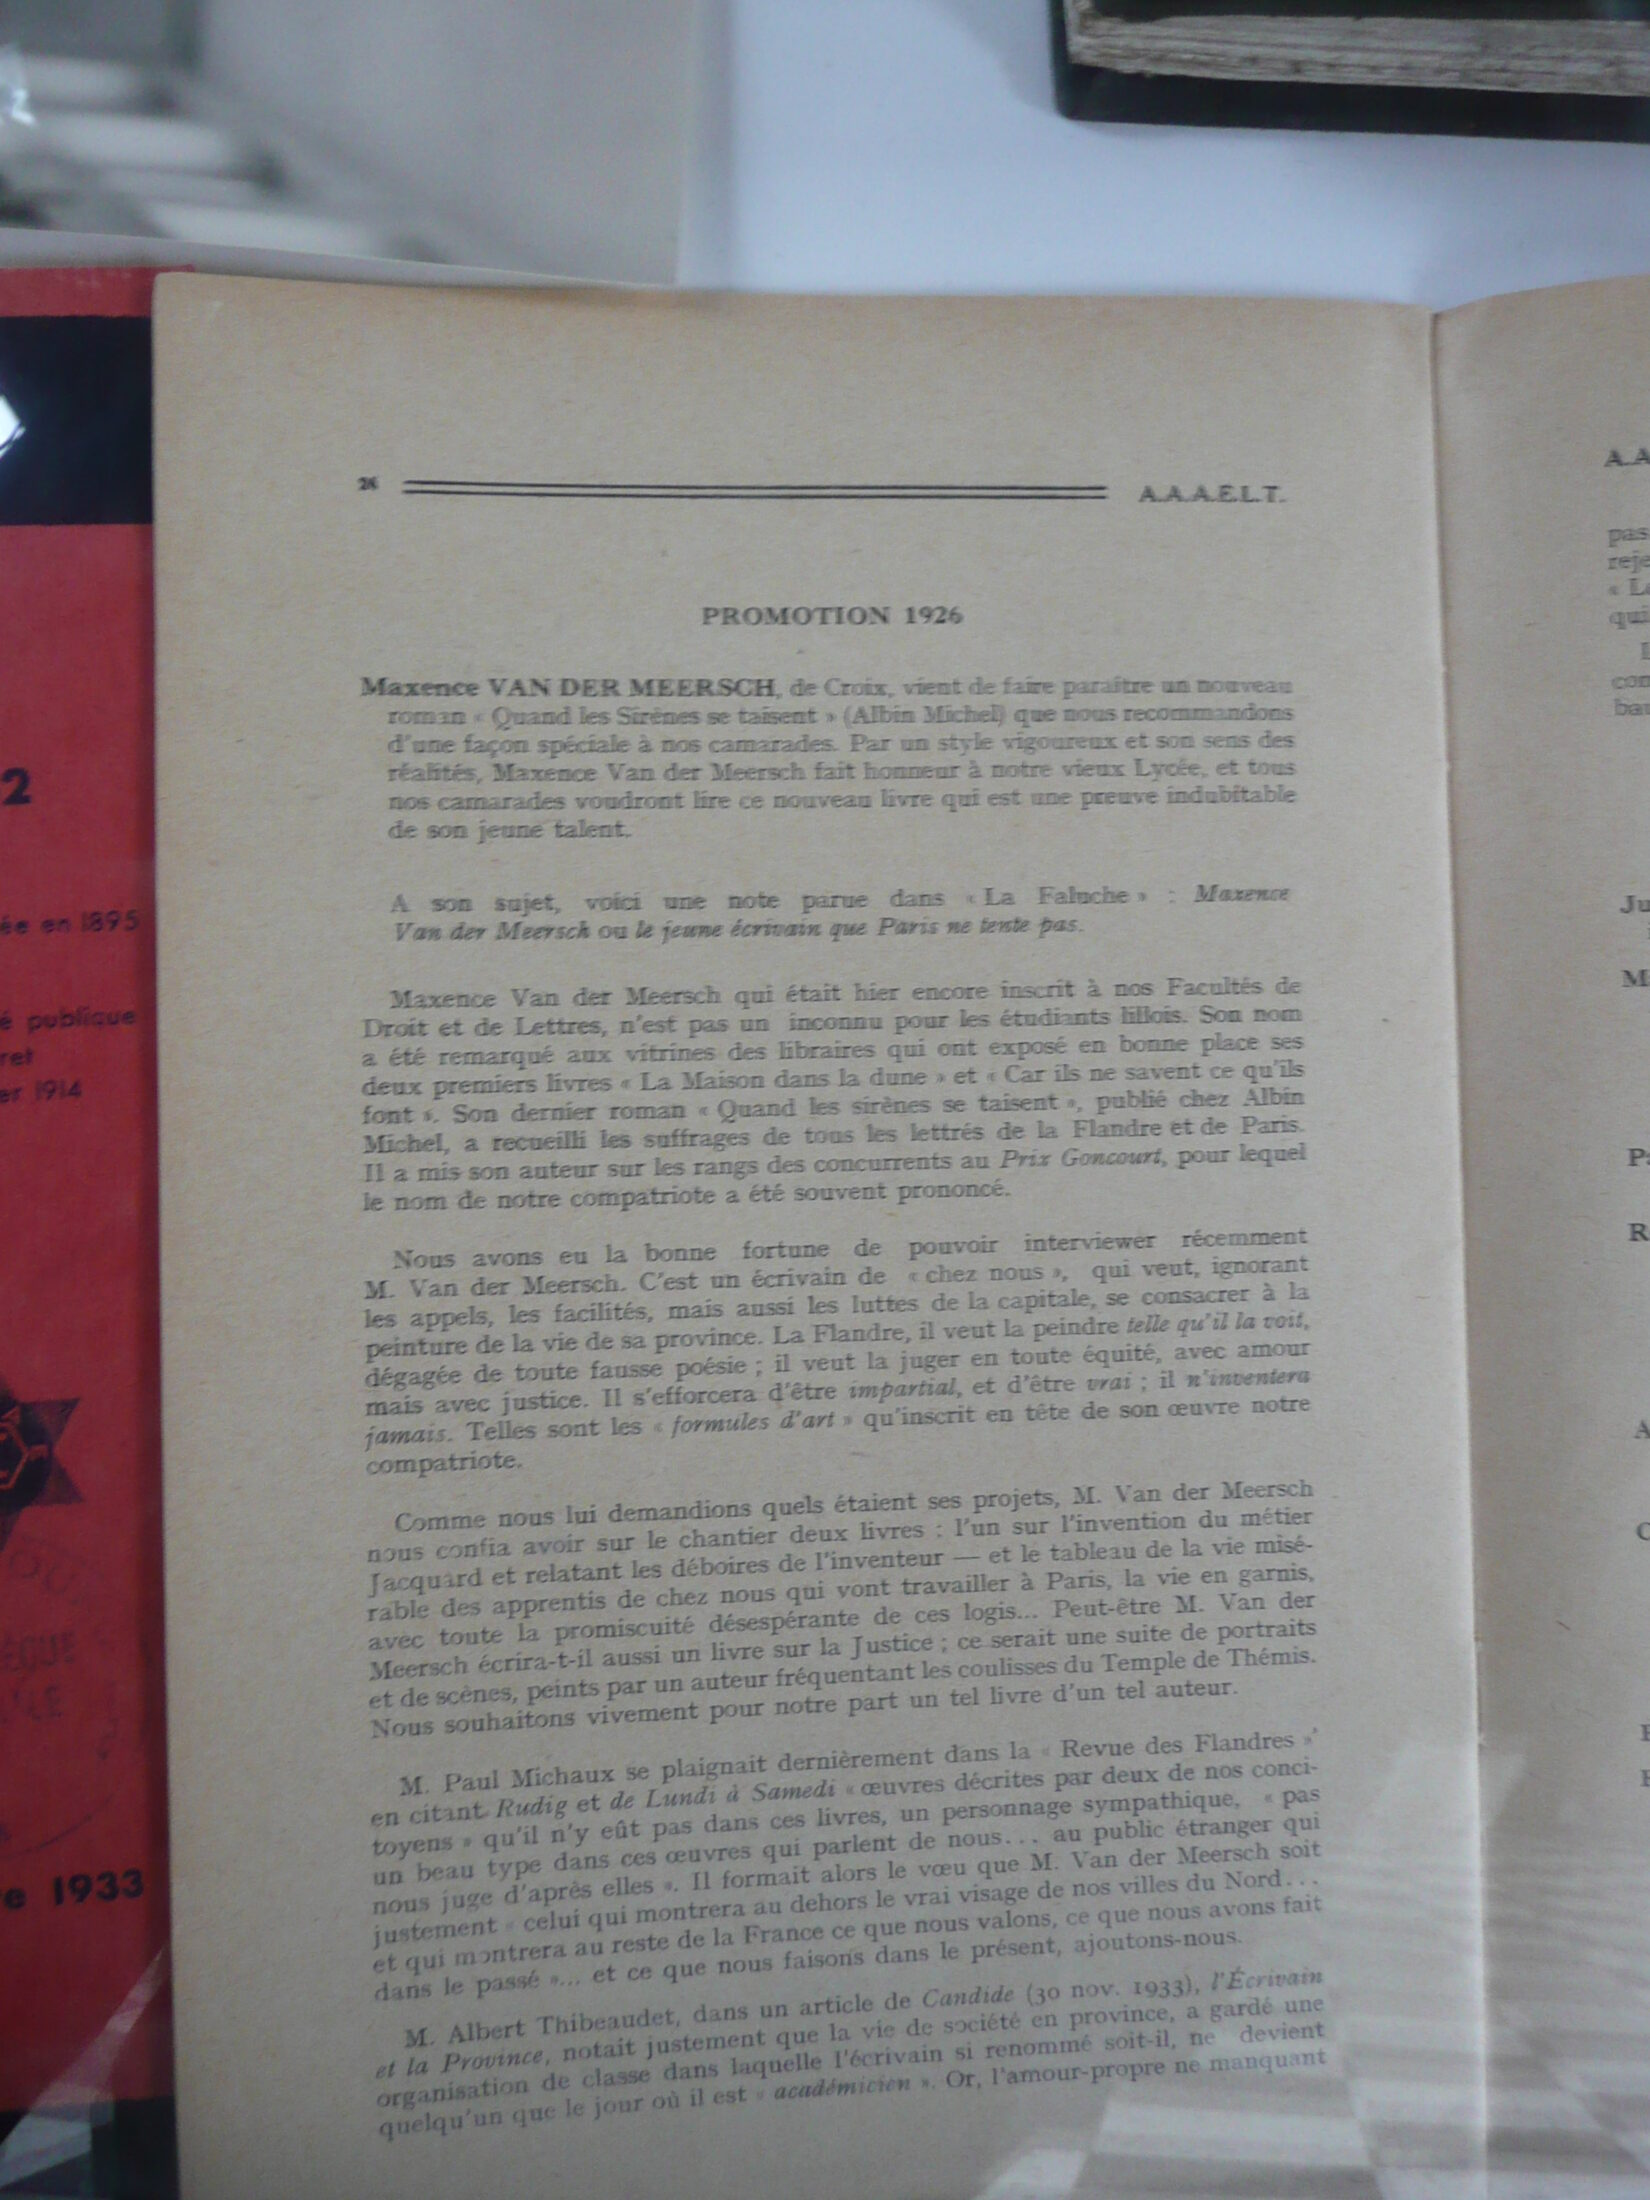 2
ée en 1895
é publique
ret
er 1914
e 1933
A.A.A.E.L.T.
PROMOTION 1926
Maxence VAN DER MEERSCH, de Croix, vient de faire paraître un nouveau
roman « Quand les Sirènes se taisent » (Albin Michel) que nous recommandons
d'une façon spéciale à nos camarades. Par un style vigoureux et son sens des
réalités, Maxence Van der Meersch fait honneur à notre vieux Lycée, et tous
nos camarades voudront lire ce nouveau livre qui est une preuve indubitable
de son jeune talent.
A son sujet, voici une note parue dans « La Faluche » : Maxence
Van der Meersch ou le jeune écrivain que Paris ne tente pas.
Maxence Van der Meersch qui était hier encore inscrit à nos Facultés de
Droit et de Lettres, n'est pas un inconnu pour les étudiants lillois. Son nom
a été remarqué aux vitrines des libraires qui ont exposé en bonne place ses
deux premiers livres « La Maison dans la dune » et « Car ils ne savent ce qu'ils
font ». Son dernier roman « Quand les sirènes se taisent », publié chez Albin
Michel, a recueilli les suffrages de tous les lettrés de la Flandre et de Paris.
Il a mis son auteur sur les rangs des concurrents au Prix Goncourt, pour lequel
le nom de notre compatriote a été souvent prononcé.
Nous avons eu la bonne fortune de pouvoir interviewer récemment
M. Van der Meersch. C'est un écrivain de « chez nous », qui veut, ignorant
les appels, les facilités, mais aussi les luttes de la capitale, se consacrer à la
peinture de la vie de sa province. La Flandre, il veut la peindre telle qu'il la voit,
dégagée de toute fausse poésie ; il veut la juger en toute équité, avec amour
mais avec justice. Il s'efforcera d'être impartial, et d'être vrai ; il n'inventera
jamais. Telles sont les « formules d'art » qu'inscrit en tête de son œuvre notre
compatriote.
Comme nous lui demandions quels étaient ses projets, M. Van der Meersch
nous confia avoir sur le chantier deux livres : l'un sur l'invention du métier
Jacquard et relatant les déboires de l'inventeur — et le tableau de la vie misé-
rable des apprentis de chez nous qui vont travailler à Paris, la vie en garnis,
avec toute la promiscuité désespérante de ces logis... Peut-être M. Van der
Meersch écrira-t-il aussi un livre sur la Justice ; ce serait une suite de portraits
et de scènes, peints par un auteur fréquentant les coulisses du Temple de Thémis.
Nous souhaitons vivement pour notre part un tel livre d'un tel auteur.
M. Paul Michaux se plaignait dernièrement dans la « Revue des Flandres »
en citant Rudig et de Lundi à Samedi « œuvres décrites par deux de nos conci-
toyens » qu'il n'y eût pas dans ces livres, un personnage sympathique, « pas
un beau type dans ces œuvres qui parlent de nous... au public étranger qui
nous juge d'après elles ». Il formait alors le vœu que M. Van der Meersch soit
justement « celui qui montrera au dehors le vrai visage de nos villes du Nord...
et qui montrera au reste de la France ce que nous valons, ce que nous avons fait
dans le passé »... et ce que nous faisons dans le présent, ajoutons-nous.
M. Albert Thibeaudet, dans un article de Candide (30 nov. 1933), l'Écrivain
et la Province, notait justement que la vie de société en province, a gardé une
organisation de classe dans laquelle l'écrivain si renommé soit-il, ne devient
quelqu'un que le jour où il est « académicien ». Or, l'amour-propre ne manquant
A.A
pas
reje
« L
qui
con
Ju
M
R
A